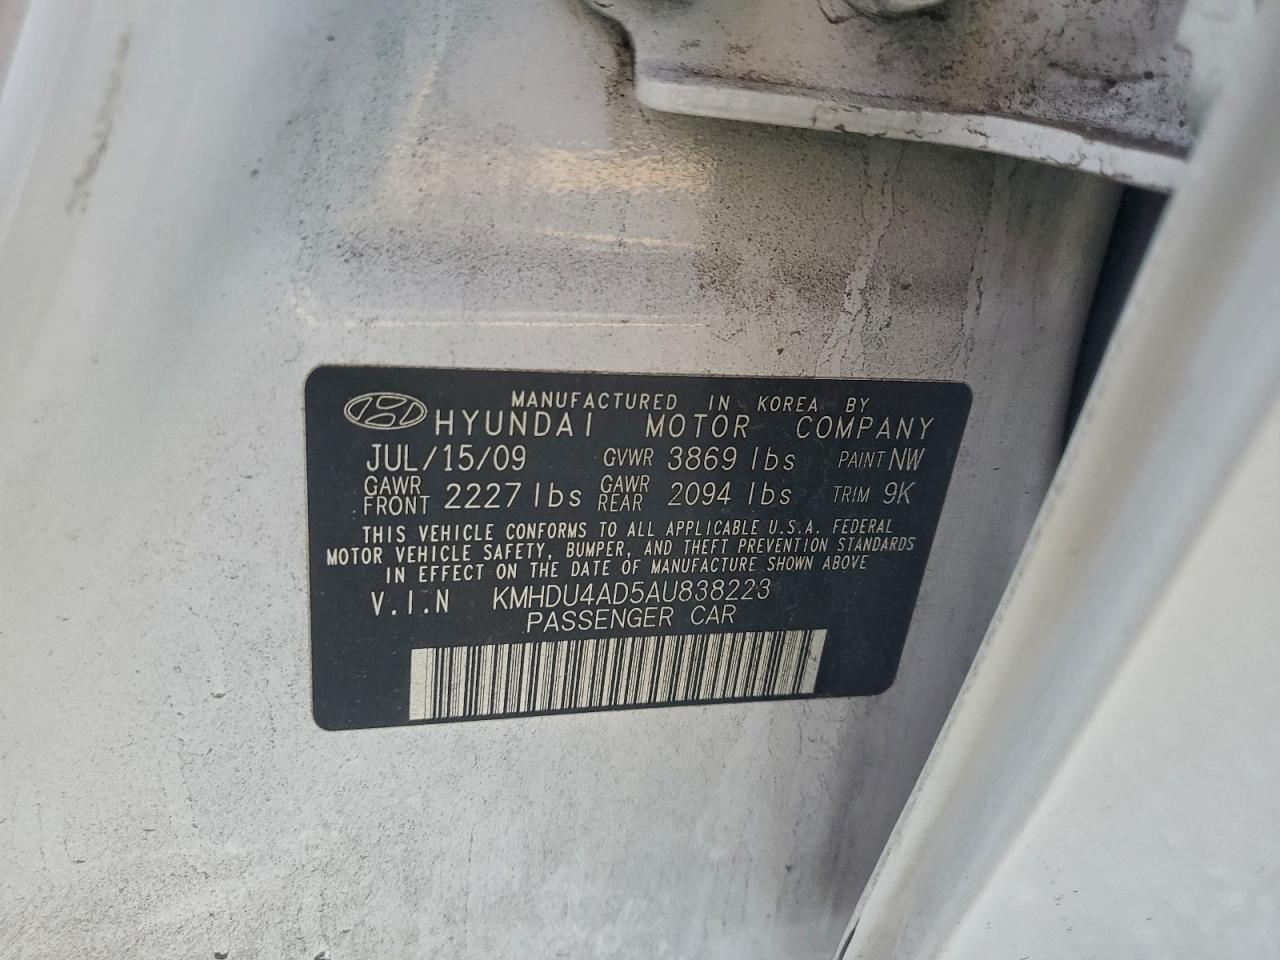 MANUFACTURED IN KOREA BY
HYUNDAI MOTOR COMPANY
JUL/15/09 GVWR 3869 lbs PAINT NW
GAWR FRONT 2227 lbs GAWR REAR 2094 lbs TRIM 9K
THIS VEHICLE CONFORMS TO ALL APPLICABLE U.S.A. FEDERAL
MOTOR VEHICLE SAFETY, BUMPER, AND THEFT PREVENTION STANDARDS
IN EFFECT ON THE DATE OF MANUFACTURE SHOWN ABOVE
V.I.N KMHDU4AD5AU838223
PASSENGER CAR